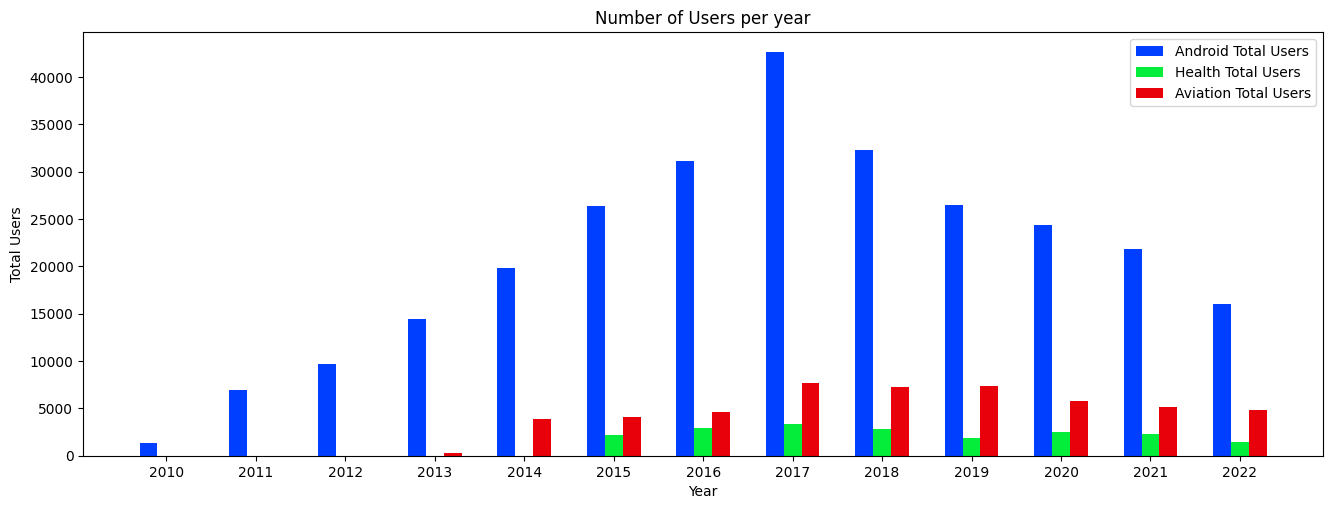 Number of Users per year
Android Total Users
Health Total Users
Aviation Total Users
40000
35000
30000
25000
20000
15000
10000
5000
0
Total Users
2010 2011 2012 2013 2014 2015 2016 2017 2018 2019 2020 2021 2022
Year